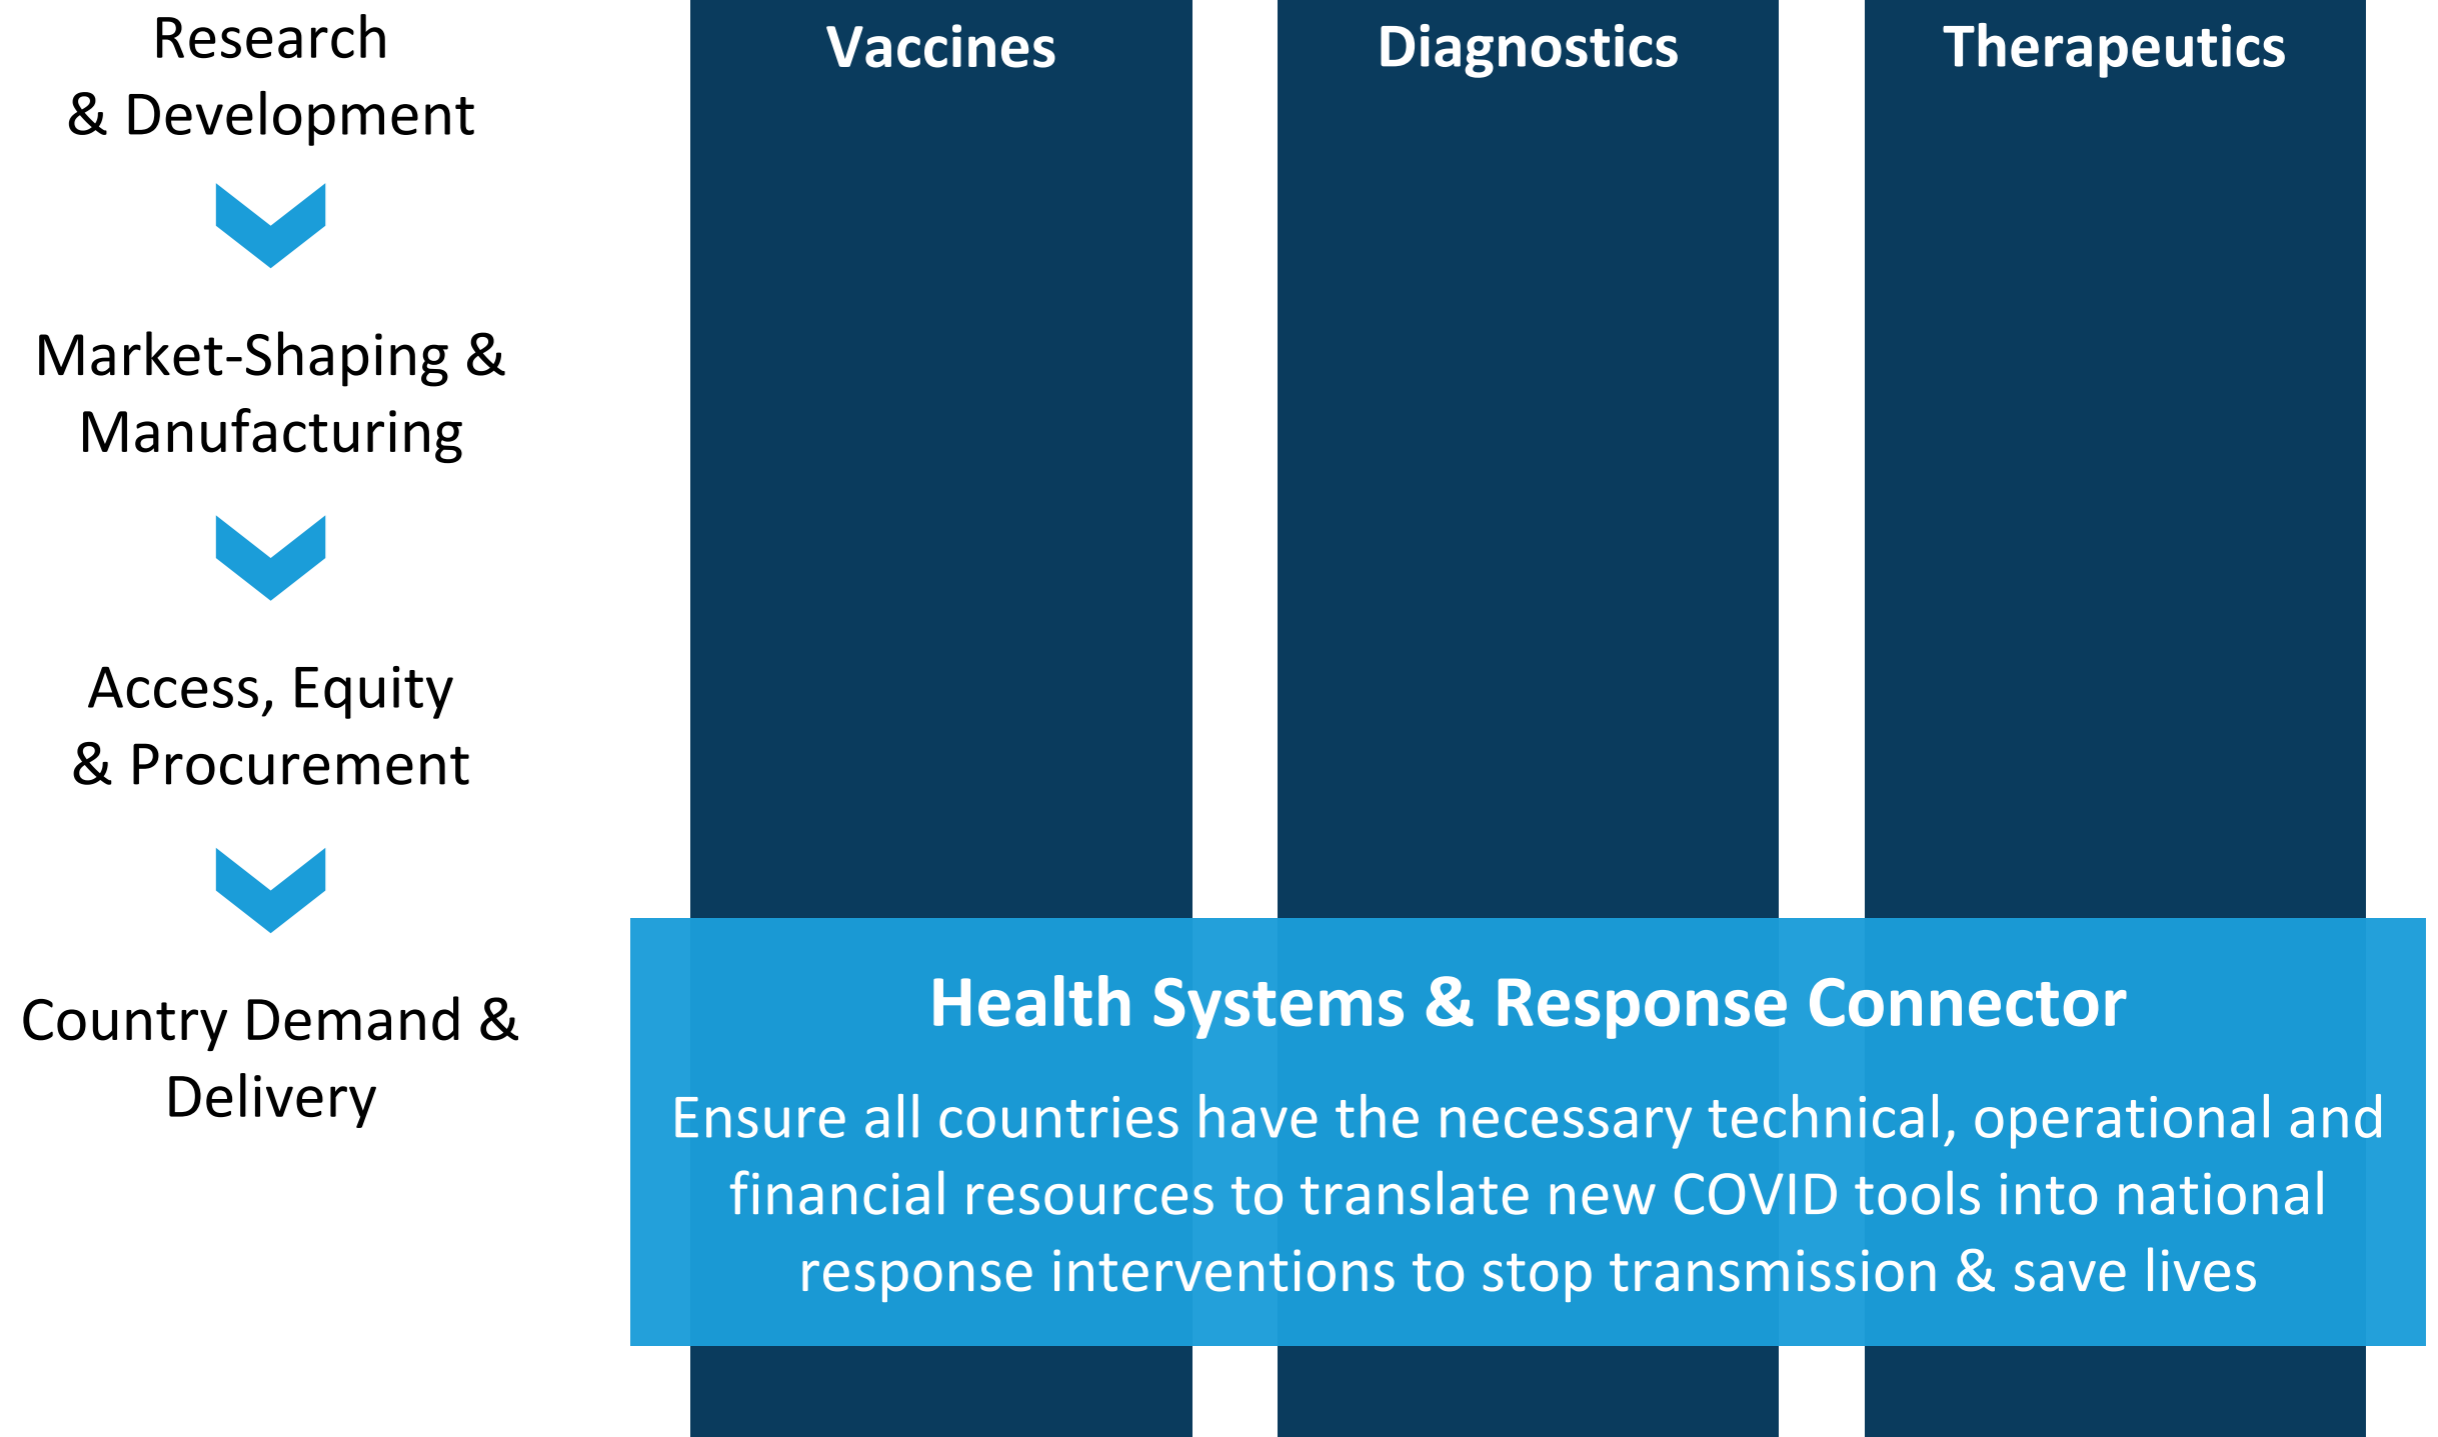 Research
& Development
Market-Shaping &
Manufacturing
Access, Equity
& Procurement
Country Demand &
Delivery
Vaccines
Diagnostics
Therapeutics
Health Systems & Response Connector
Ensure all countries have the necessary technical, operational and
financial resources to translate new COVID tools into national
response interventions to stop transmission & save lives